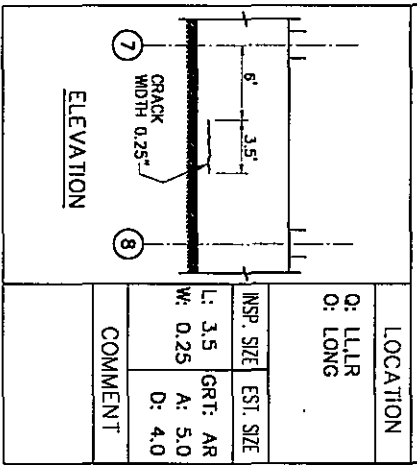 7
6'
3.5'
8
CRACK
WIDTH 0.25"
ELEVATION
LOCATION
Q: LL,LR
O: LONG
INSP. SIZE EST. SIZE
L: 3.5 GRT: AR
W: 0.25 A: 5.0
D: 4.0
COMMENT